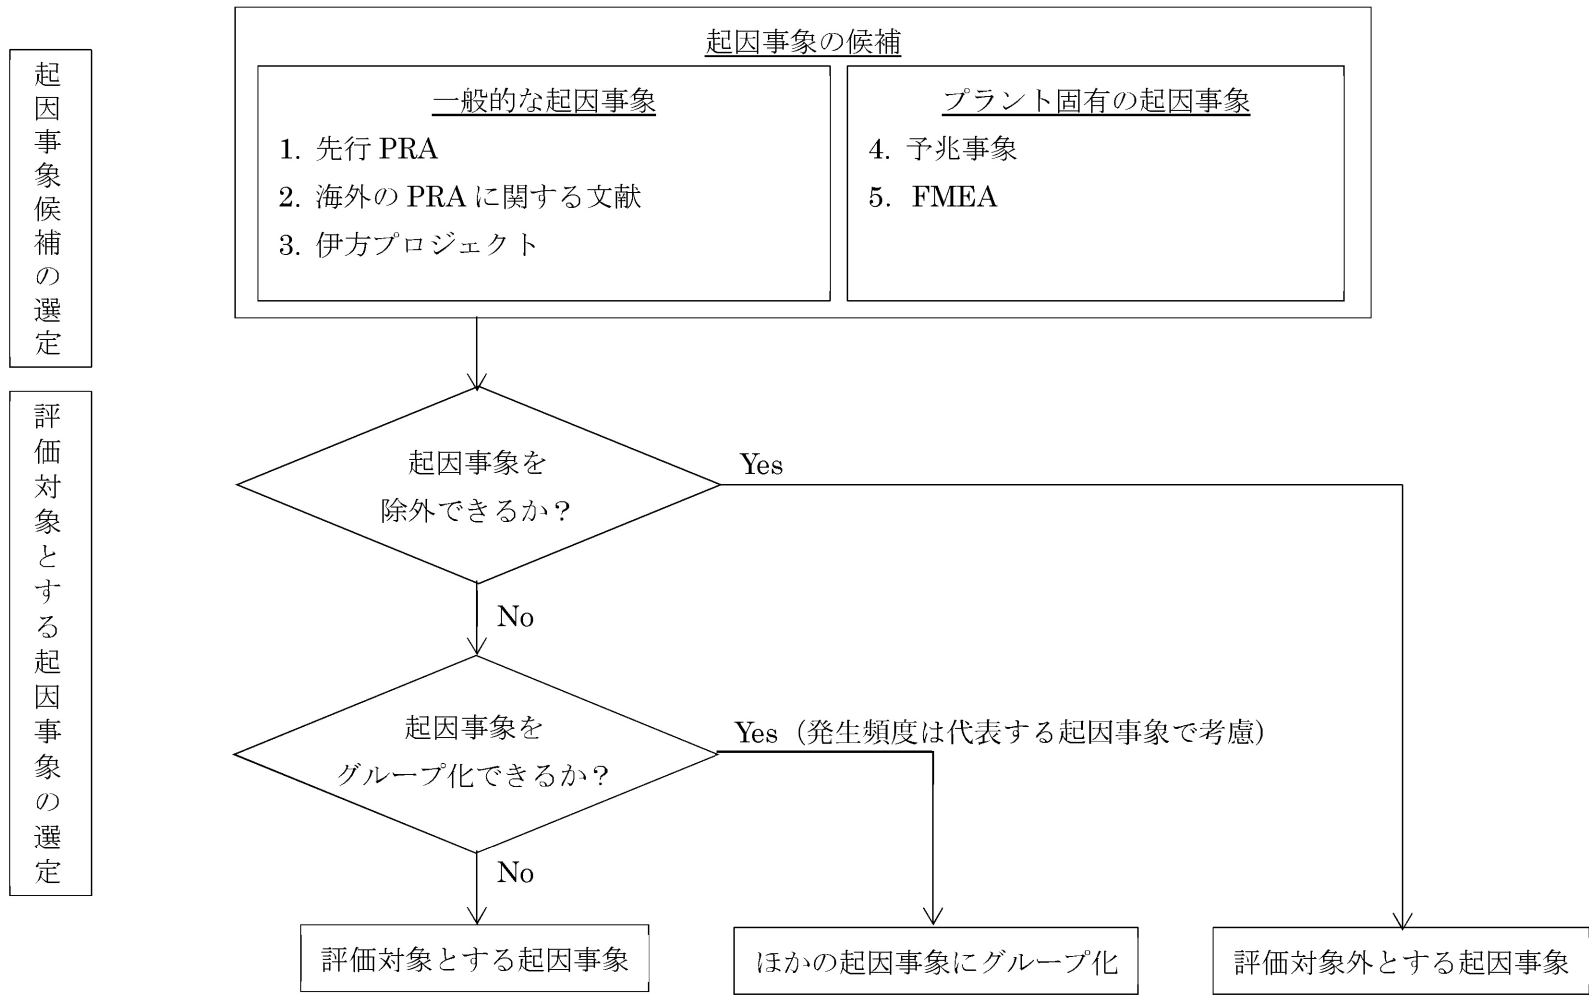 起因事象候補の選定
起因事象の候補
一般的な起因事象
1. 先行 PRA
2. 海外の PRA に関する文献
3. 伊方プロジェクト
プラント固有の起因事象
4. 予兆事象
5. FMEA
評価対象とする起因事象の選定
起因事象を
除外できるか？
Yes
No
起因事象を
グループ化できるか？
Yes（発生頻度は代表する起因事象で考慮）
No
評価対象とする起因事象
ほかの起因事象にグループ化
評価対象外とする起因事象